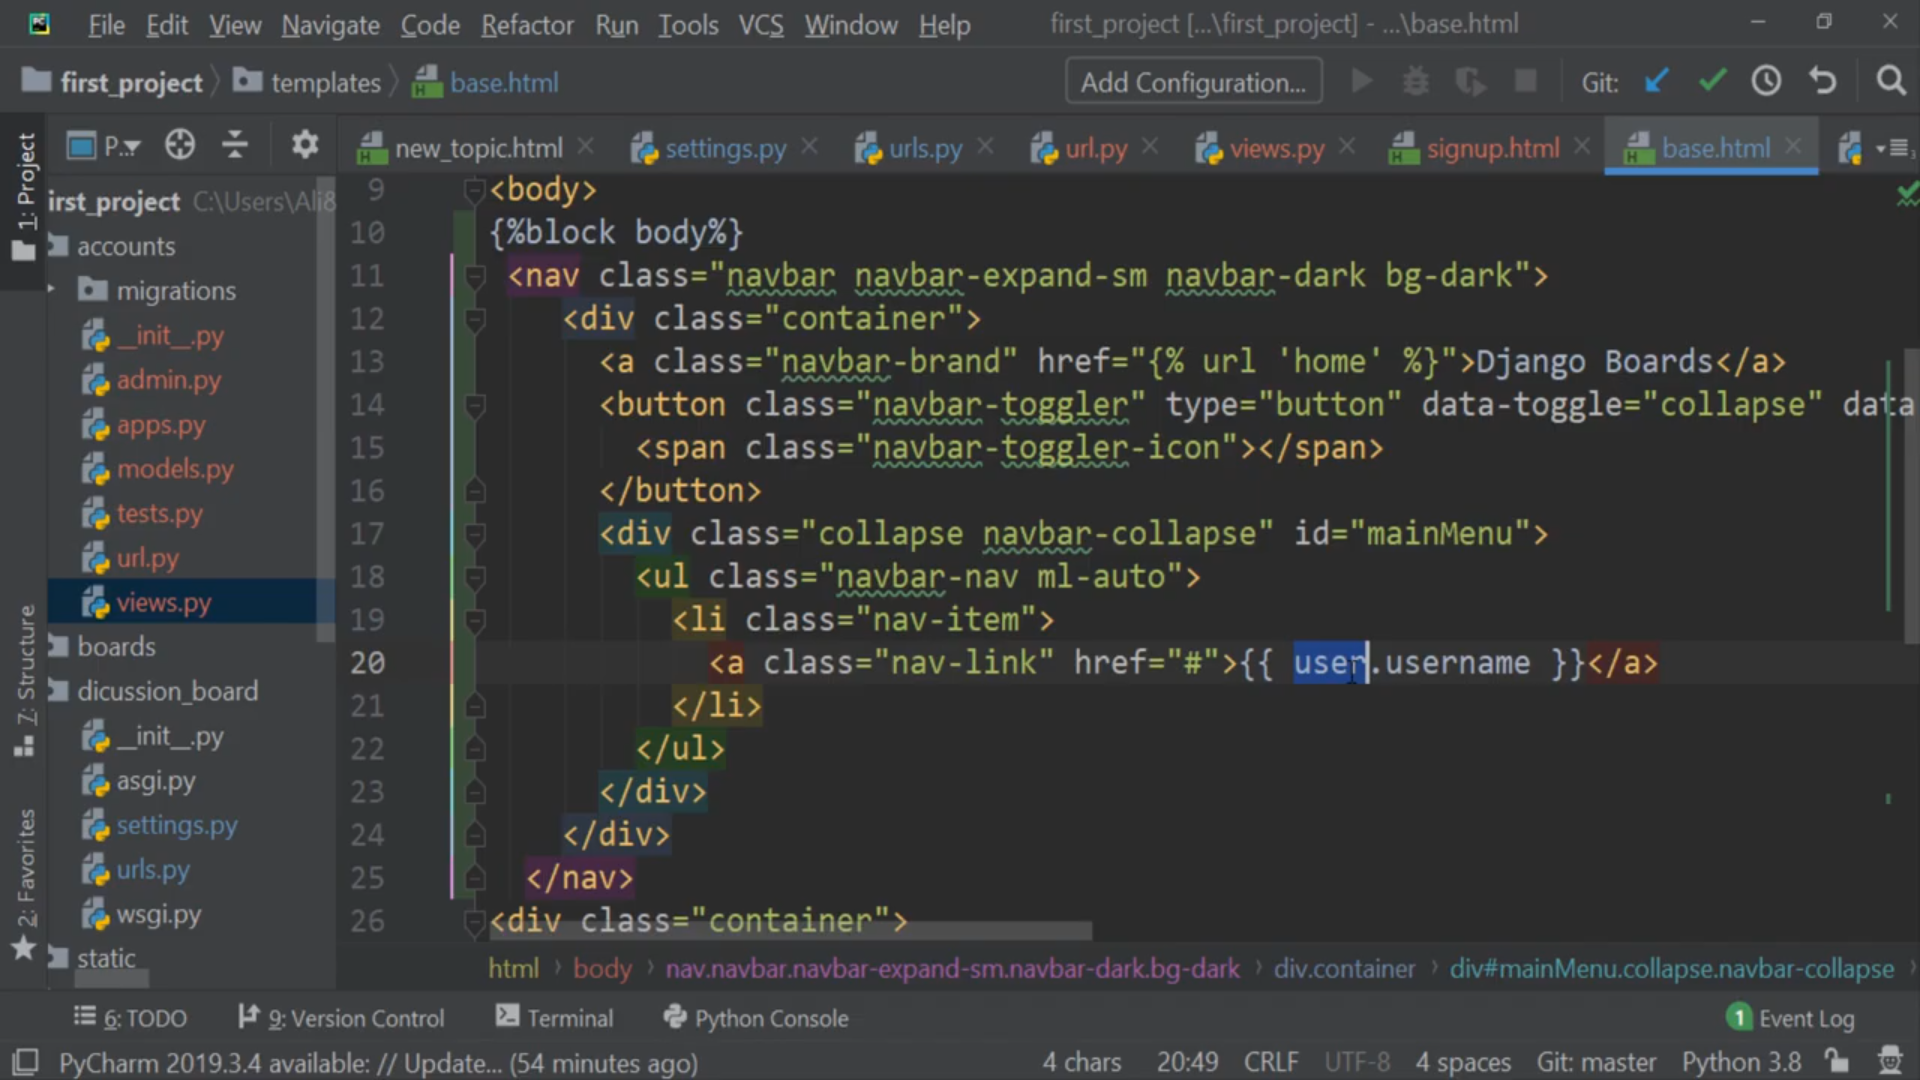 File Edit View Navigate Code Refactor Run Tools VCS Window Help first_project [...\first_project] - ...\base.html
first_project templates base.html Add Configuration... Git:
P... new_topic.html settings.py urls.py url.py views.py signup.html base.html
1: Project
7: Structure
2: Favorites
irst_project C:\Users\Ali8
accounts
migrations
__init__.py
admin.py
apps.py
models.py
tests.py
url.py
views.py
boards
dicussion_board
__init__.py
asgi.py
settings.py
urls.py
wsgi.py
static
9 <body>
10 {%block body%}
11 <nav class="navbar navbar-expand-sm navbar-dark bg-dark">
12 <div class="container">
13 <a class="navbar-brand" href="{% url 'home' %}">Django Boards</a>
14 <button class="navbar-toggler" type="button" data-toggle="collapse" data
15 <span class="navbar-toggler-icon"></span>
16 </button>
17 <div class="collapse navbar-collapse" id="mainMenu">
18 <ul class="navbar-nav ml-auto">
19 <li class="nav-item">
20 <a class="nav-link" href="#">{{ user.username }}</a>
21 </li>
22 </ul>
23 </div>
24 </div>
25 </nav>
26 <div class="container">
html body nav.navbar.navbar-expand-sm.navbar-dark.bg-dark div.container div#mainMenu.collapse.navbar-collapse
6: TODO 9: Version Control Terminal Python Console 1 Event Log
PyCharm 2019.3.4 available: // Update... (54 minutes ago) 4 chars 20:49 CRLF UTF-8 4 spaces Git: master Python 3.8